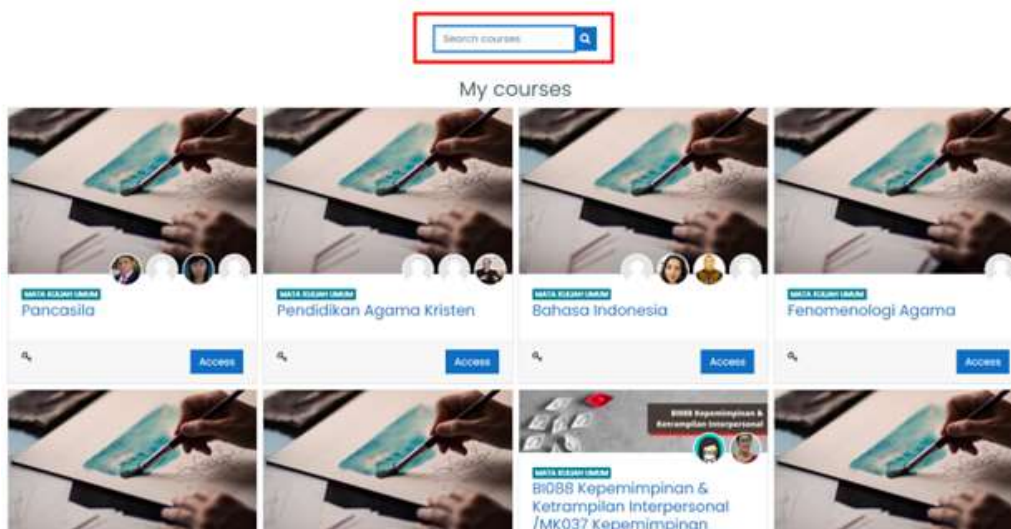 Search courses
My courses
MATA KULIAH UMUM
Pancasila
Access
MATA KULIAH UMUM
Pendidikan Agama Kristen
Access
MATA KULIAH UMUM
Bahasa Indonesia
Access
MATA KULIAH UMUM
Fenomenologi Agama
Access
BI088 Kepemimpinan &
Ketrampilan Interpersonal
MATA KULIAH UMUM
BI088 Kepemimpinan &
Ketrampilan Interpersonal
/MK037 Kepemimpinan